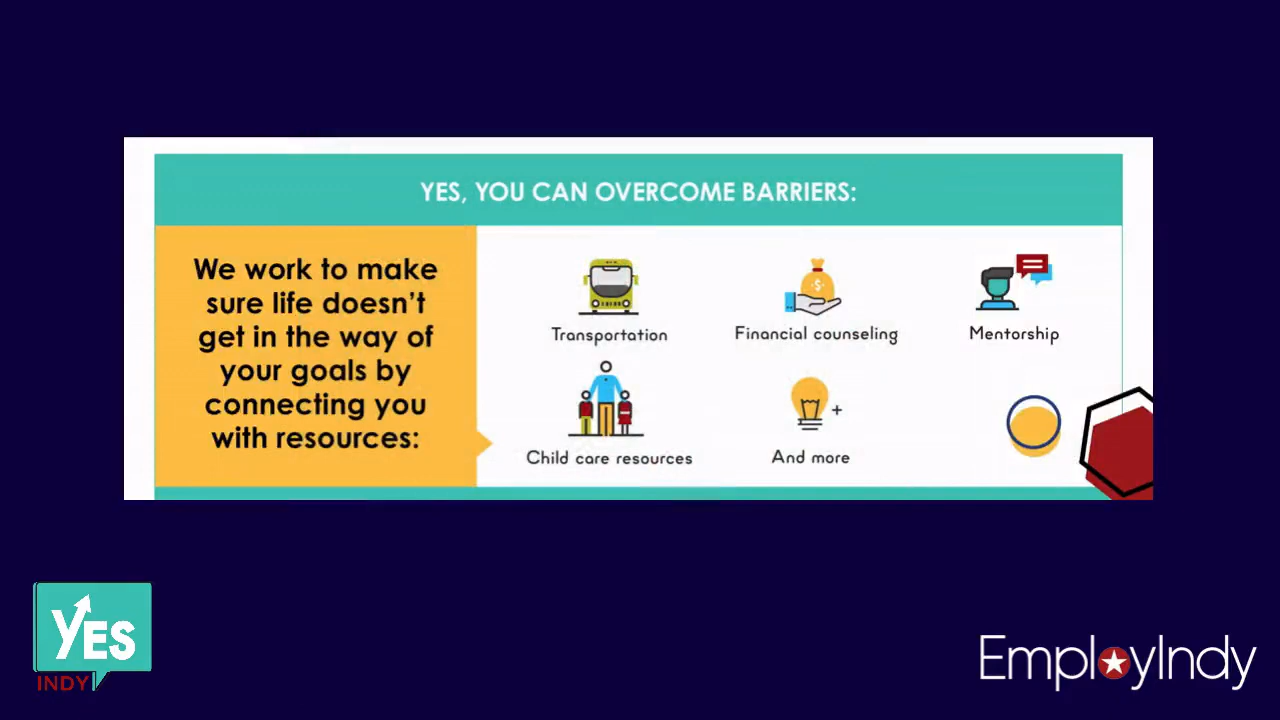 YES, YOU CAN OVERCOME BARRIERS:
We work to make
sure life doesn't
get in the way of
your goals by
connecting you
with resources:
Transportation
Financial counseling
Mentorship
Child care resources
And more
YES
INDY
EmployIndy